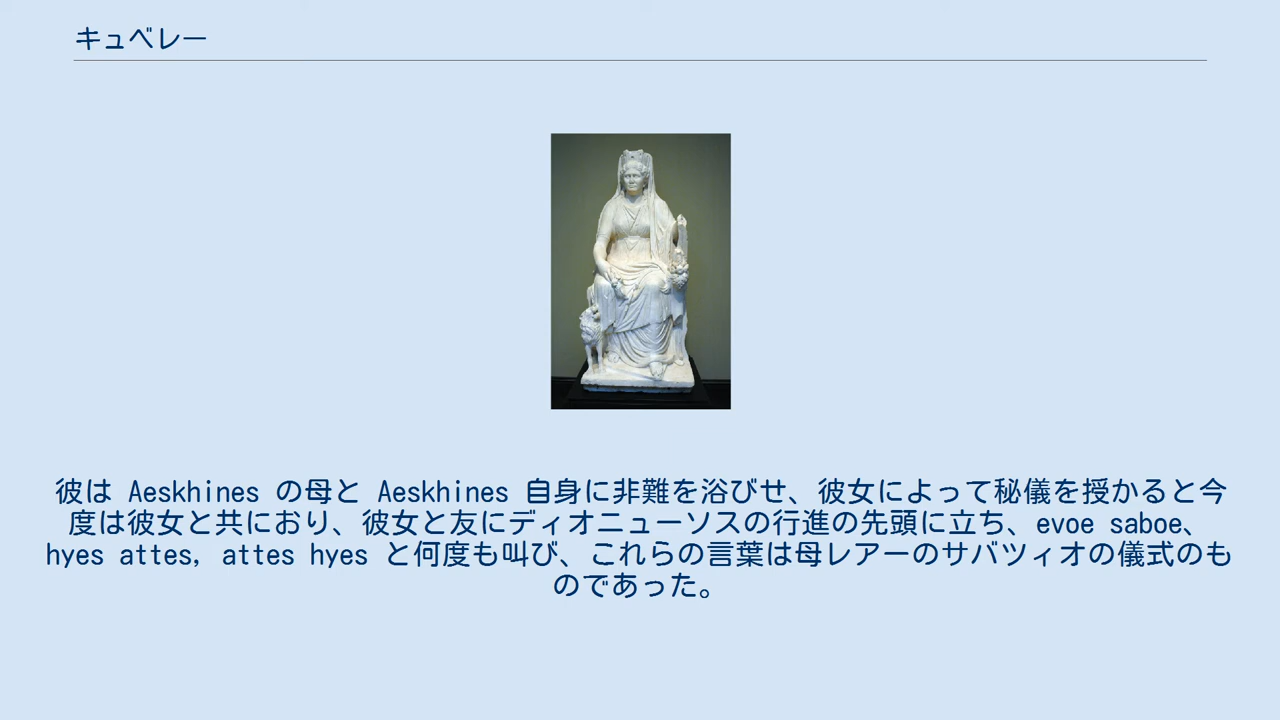 キュベレー
彼は Aeskhines の母と Aeskhines 自身に非難を浴びせ、彼女によって秘儀を授かると今
度は彼女と共におり、彼女と友にディオニューソスの行進の先頭に立ち、evoe saboe、
hyes attes, attes hyes と何度も叫び、これらの言葉は母レアーのサバツィオの儀式のも
のであった。